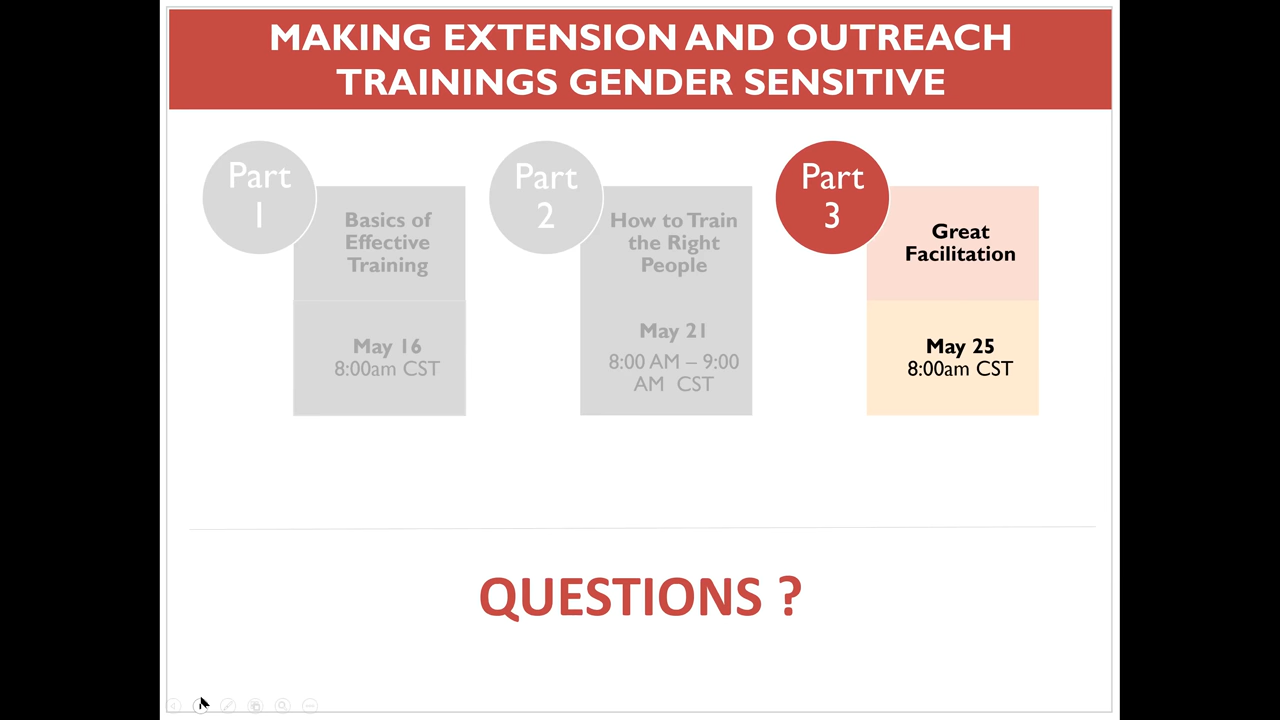 MAKING EXTENSION AND OUTREACH
TRAININGS GENDER SENSITIVE
Part
1
Basics of
Effective
Training
May 16
8:00am CST
Part
2
How to Train
the Right
People
May 21
8:00 AM – 9:00
AM CST
Part
3
Great
Facilitation
May 25
8:00am CST
QUESTIONS ?